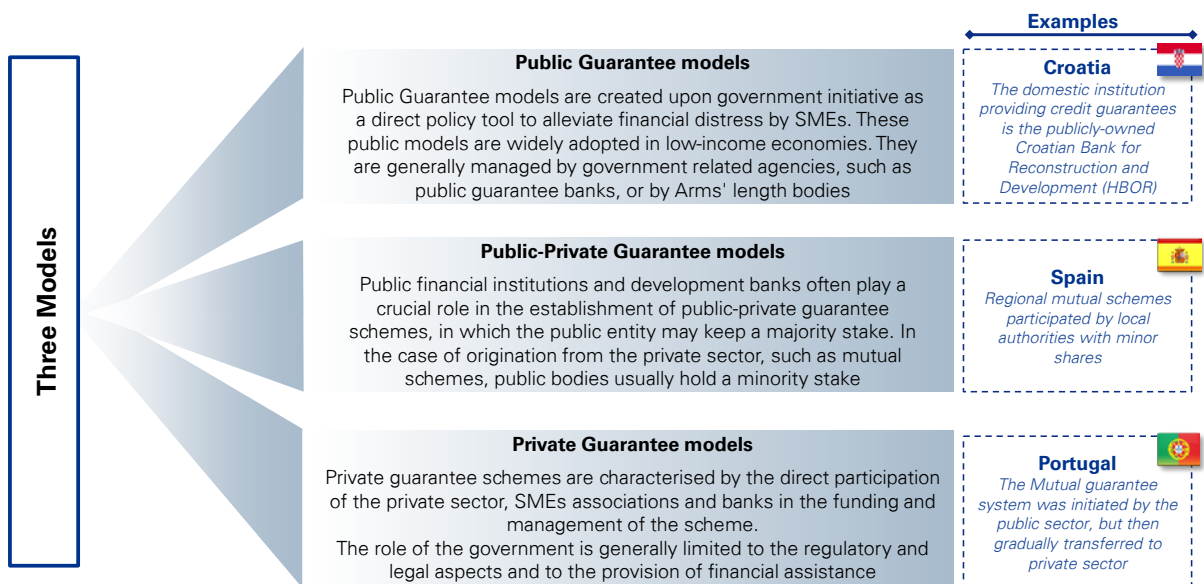 Examples
Three Models
Public Guarantee models
Public Guarantee models are created upon government initiative as
a direct policy tool to alleviate financial distress by SMEs. These
public models are widely adopted in low-income economies. They
are generally managed by government related agencies, such as
public guarantee banks, or by Arms' length bodies
Croatia
The domestic institution
providing credit guarantees
is the publicly-owned
Croatian Bank for
Reconstruction and
Development (HBOR)
Public-Private Guarantee models
Public financial institutions and development banks often play a
crucial role in the establishment of public-private guarantee
schemes, in which the public entity may keep a majority stake. In
the case of origination from the private sector, such as mutual
schemes, public bodies usually hold a minority stake
Spain
Regional mutual schemes
participated by local
authorities with minor
shares
Private Guarantee models
Private guarantee schemes are characterised by the direct participation
of the private sector, SMEs associations and banks in the funding and
management of the scheme.
The role of the government is generally limited to the regulatory and
legal aspects and to the provision of financial assistance
Portugal
The Mutual guarantee
system was initiated by the
public sector, but then
gradually transferred to
private sector